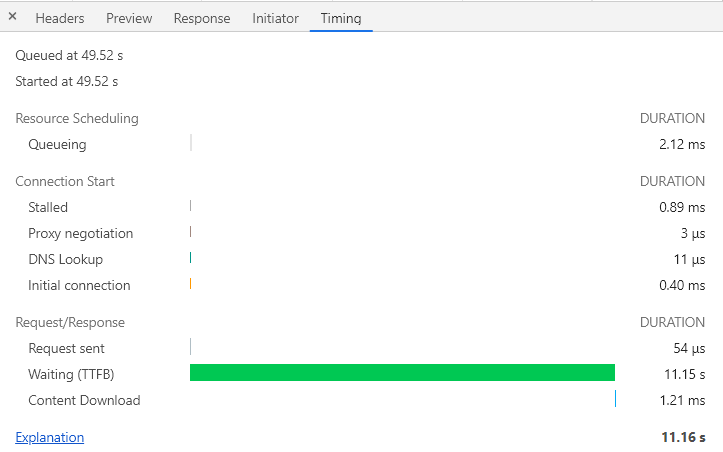 × Headers Preview Response Initiator Timing
Queued at 49.52 s
Started at 49.52 s
Resource Scheduling DURATION
Queueing 2.12 ms
Connection Start DURATION
Stalled 0.89 ms
Proxy negotiation 3 μs
DNS Lookup 11 μs
Initial connection 0.40 ms
Request/Response DURATION
Request sent 54 μs
Waiting (TTFB) 11.15 s
Content Download 1.21 ms
Explanation 11.16 s